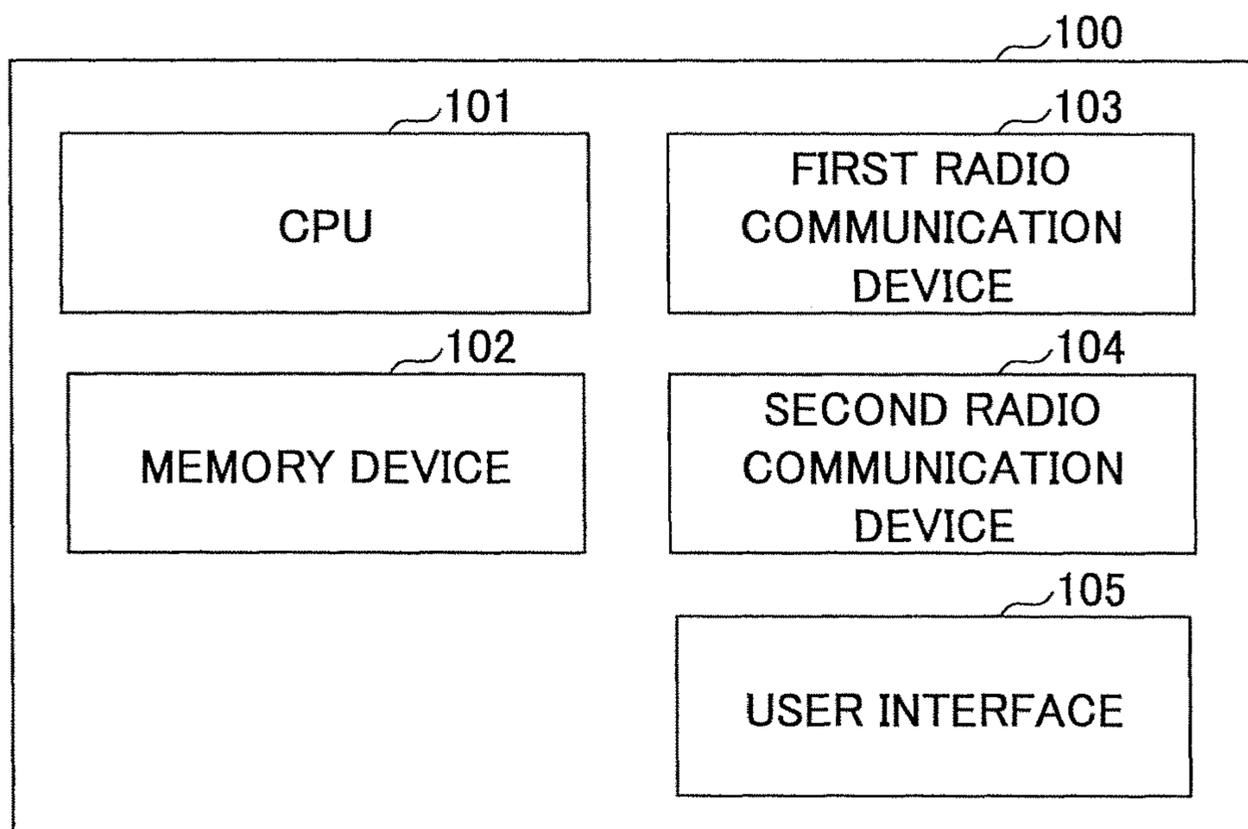 100
101
CPU
103
FIRST RADIO
COMMUNICATION
DEVICE
102
MEMORY DEVICE
104
SECOND RADIO
COMMUNICATION
DEVICE
105
USER INTERFACE